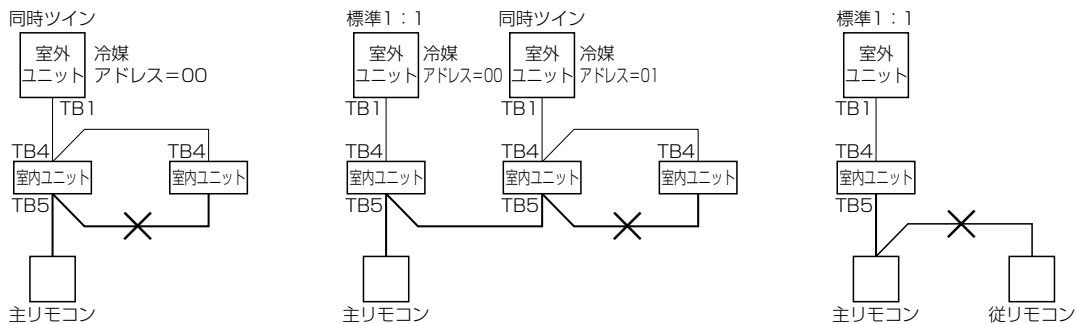 同時ツイン
室外
ユニット
冷媒
アドレス=00
TB1
TB4
TB4
室内ユニット
室内ユニット
TB5
主リモコン
標準1:1
同時ツイン
室外
ユニット
冷媒
アドレス=00
室外
ユニット
冷媒
アドレス=01
TB1
TB1
TB4
TB4
TB4
室内ユニット
室内ユニット
室内ユニット
TB5
TB5
主リモコン
標準1:1
室外
ユニット
TB1
TB4
室内ユニット
TB5
主リモコン
従リモコン